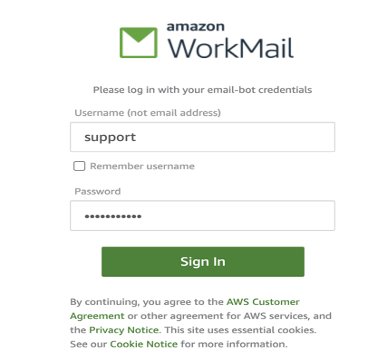 amazon
WorkMail
Please log in with your email-bot credentials
Username (not email address)
support
Remember username
Password
•••••••••••
Sign In
By continuing, you agree to the AWS Customer
Agreement or other agreement for AWS services, and
the Privacy Notice. This site uses essential cookies.
See our Cookie Notice for more information.